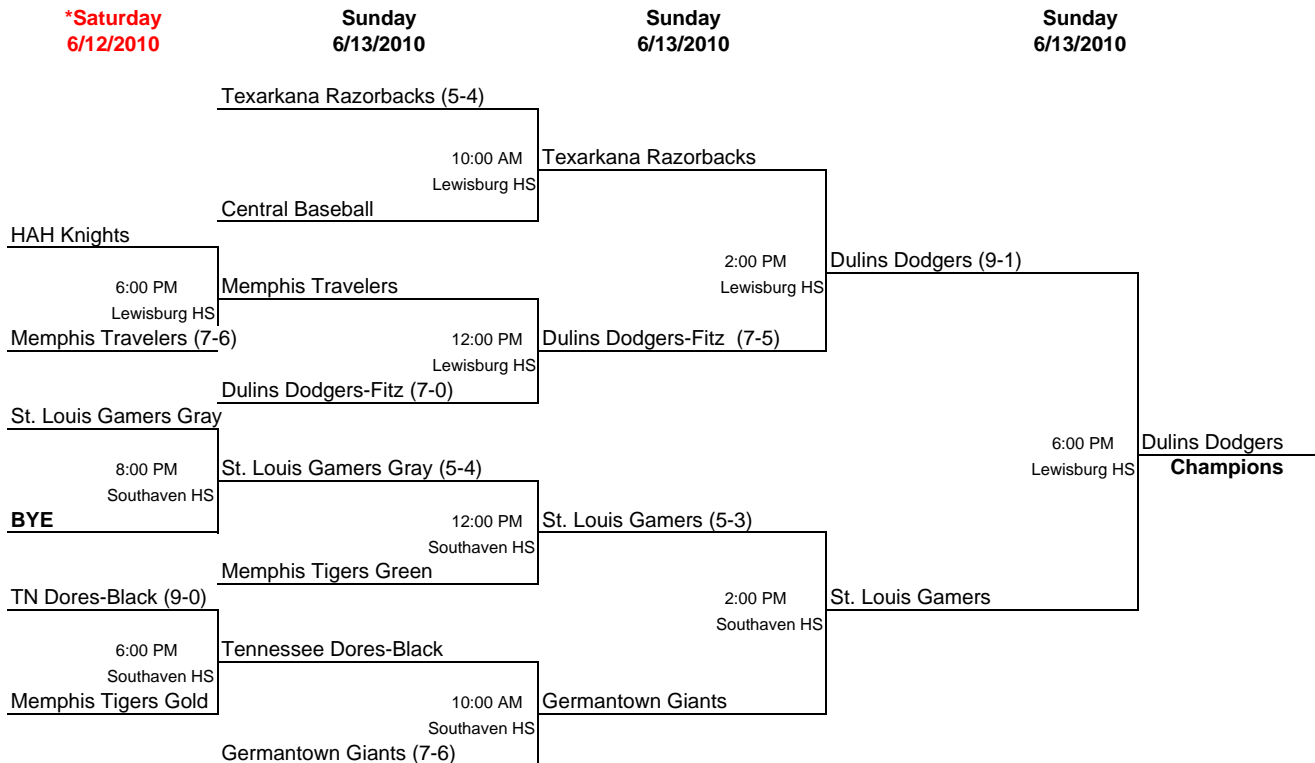 *Saturday
6/12/2010
Sunday
6/13/2010
Sunday
6/13/2010
Sunday
6/13/2010
Texarkana Razorbacks (5-4)
10:00 AM
Lewisburg HS
Texarkana Razorbacks
Central Baseball
HAH Knights
6:00 PM
Lewisburg HS
Memphis Travelers
2:00 PM
Lewisburg HS
Dulins Dodgers (9-1)
Memphis Travelers (7-6)
12:00 PM
Lewisburg HS
Dulins Dodgers-Fitz (7-5)
Dulins Dodgers-Fitz (7-0)
St. Louis Gamers Gray
8:00 PM
Southaven HS
St. Louis Gamers Gray (5-4)
6:00 PM
Lewisburg HS
Dulins Dodgers
Champions
BYE
12:00 PM
Southaven HS
St. Louis Gamers (5-3)
Memphis Tigers Green
TN Dores-Black (9-0)
2:00 PM
Southaven HS
St. Louis Gamers
6:00 PM
Southaven HS
Tennessee Dores-Black
Memphis Tigers Gold
10:00 AM
Southaven HS
Germantown Giants
Germantown Giants (7-6)